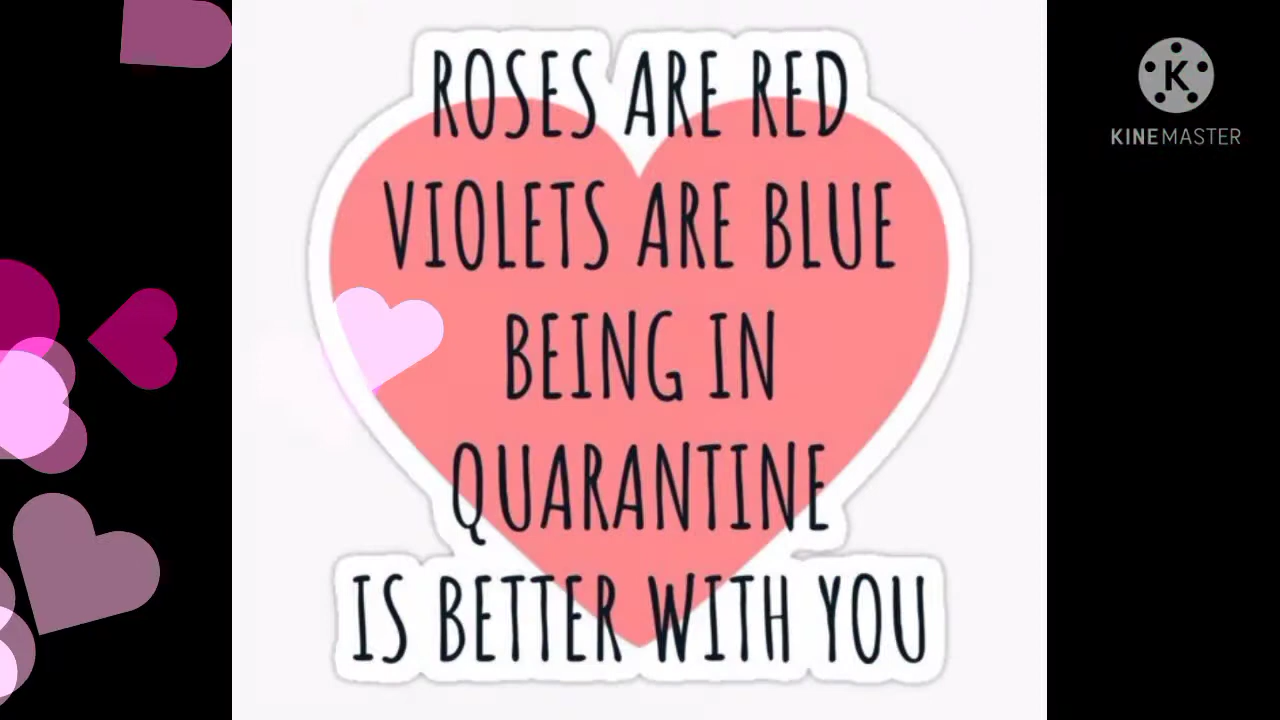 ROSES ARE RED
VIOLETS ARE BLUE
BEING IN
QUARANTINE
IS BETTER WITH YOU
K
KINEMASTER